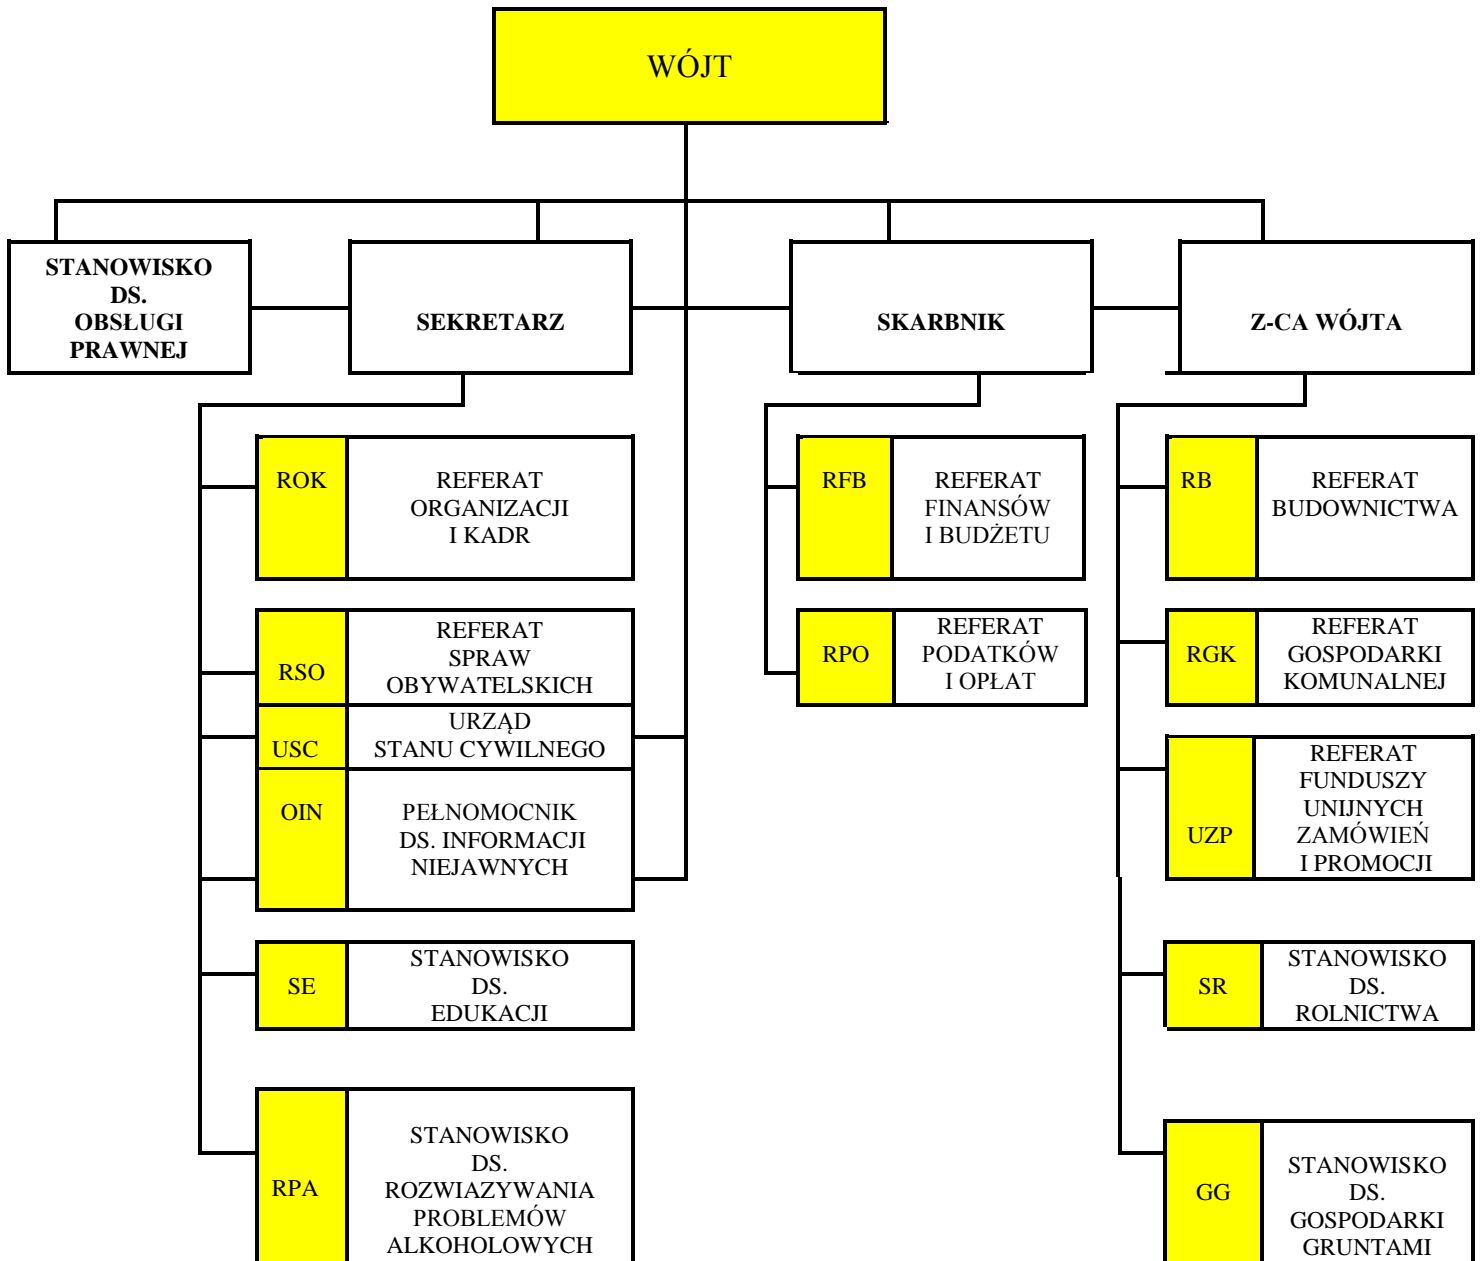 WÓJT
STANOWISKO
DS.
OBSŁUGI
PRAWNEJ
SEKRETARZ
SKARBNIK
Z-CA WÓJTA
ROK
REFERAT
ORGANIZACJI
I KADR
RSO
REFERAT
SPRAW
OBYWATELSKICH
USC
URZĄD
STANU CYWILNEGO
OIN
PEŁNOMOCNIK
DS. INFORMACJI
NIEJAWNYCH
SE
STANOWISKO
DS.
EDUKACJI
RPA
STANOWISKO
DS.
ROZWIAZYWANIA
PROBLEMÓW
ALKOHOLOWYCH
RFB
REFERAT
FINANSÓW
I BUDŻETU
RPO
REFERAT
PODATKÓW
I OPŁAT
RB
REFERAT
BUDOWNICTWA
RGK
REFERAT
GOSPODARKI
KOMUNALNEJ
UZP
REFERAT
FUNDUSZY
UNIJNYCH
ZAMÓWIEŃ
I PROMOCJI
SR
STANOWISKO
DS.
ROLNICTWA
GG
STANOWISKO
DS.
GOSPODARKI
GRUNTAMI